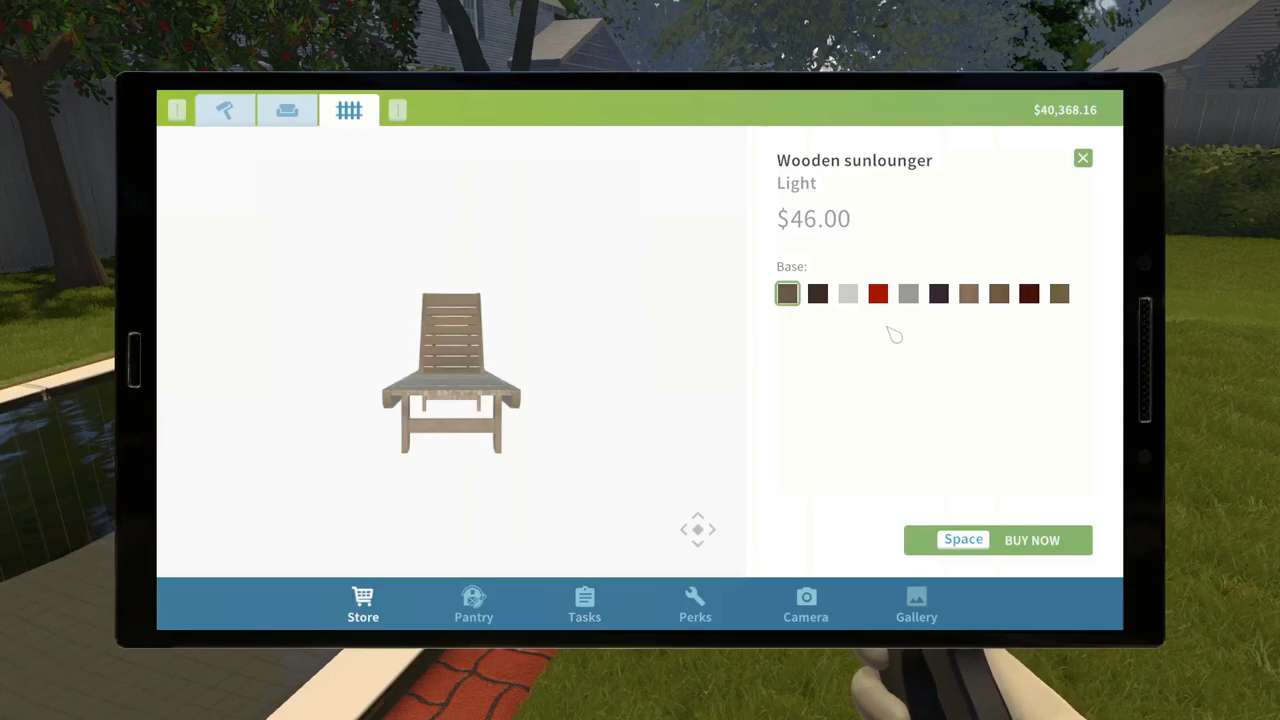 $40,368.16
Wooden sunlounger
Light
$46.00
Base:
Space BUY NOW
Store Pantry Tasks Perks Camera Gallery